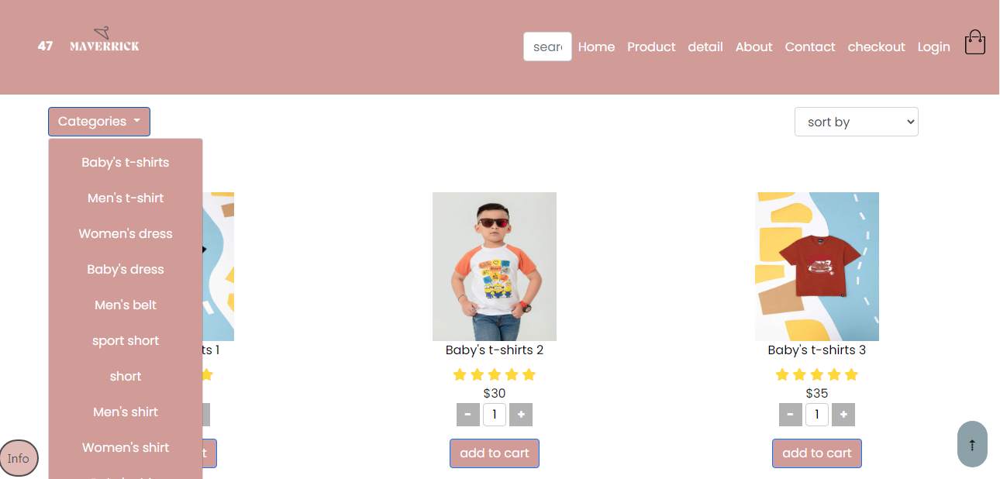 47 MAVERRICK sear Home Product detail About Contact checkout Login
Categories sort by
Baby's t-shirts
Men's t-shirt
Women's dress
Baby's dress
Men's belt
sport short
short
Men's shirt
Women's shirt
ts 1
t
Baby's t-shirts 2
$30
- 1 +
add to cart
Baby's t-shirts 3
$35
- 1 +
add to cart
Info